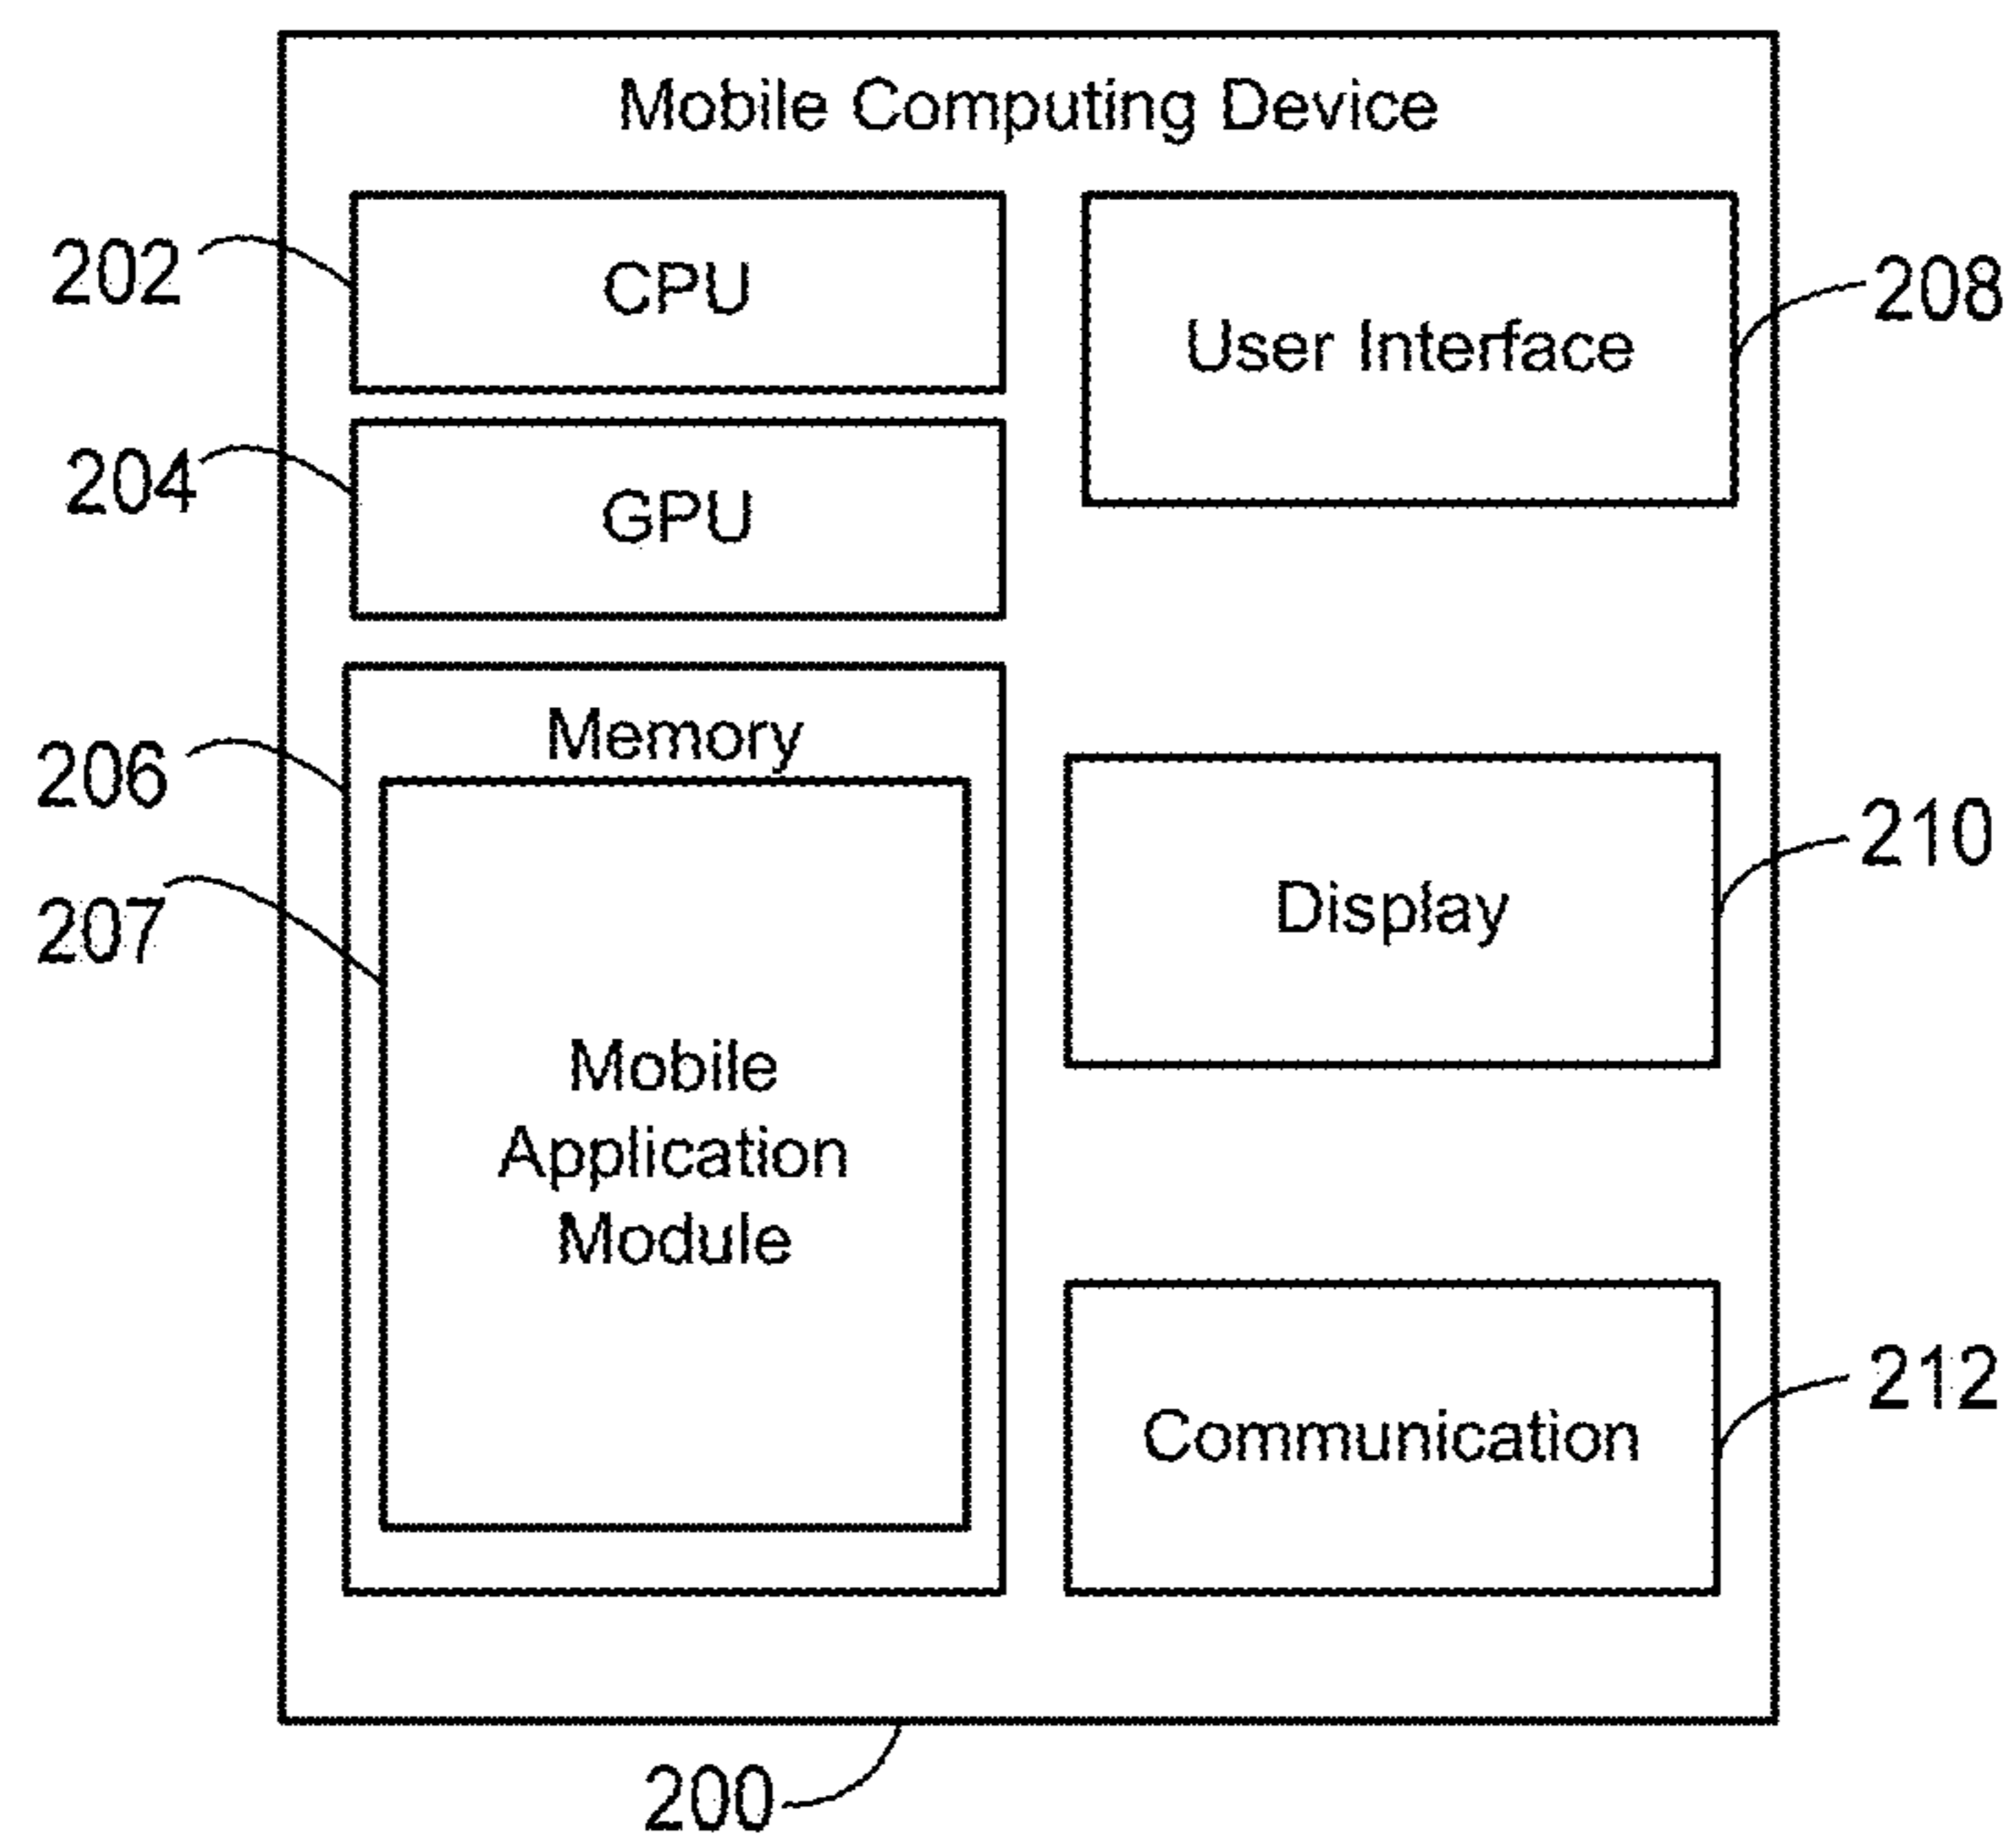 Mobile Computing Device
202
CPU
User Interface
208
204
GPU
206
Memory
207
Mobile
Application
Module
Display
210
Communication
212
200